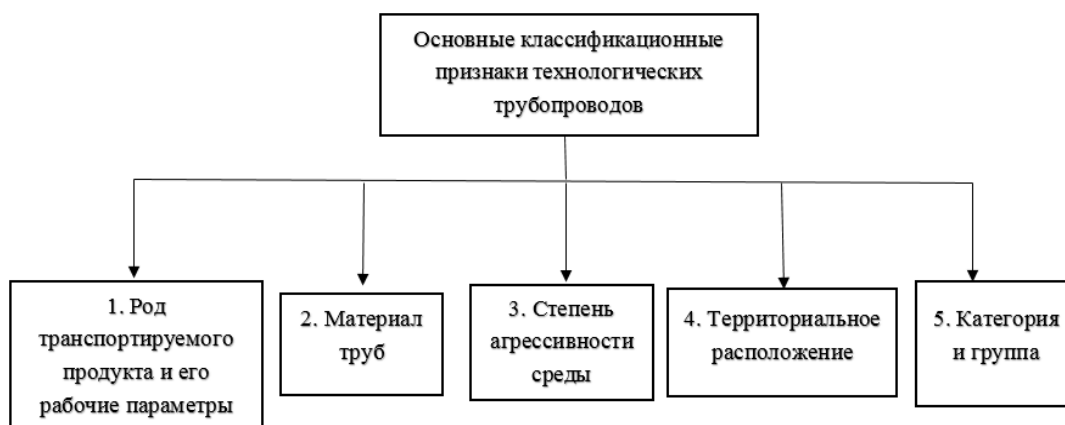 Основные классификационные
признаки технологических
трубопроводов
1. Род
транспортируемого
продукта и его
рабочие параметры
2. Материал
труб
3. Степень
агрессивности
среды
4. Территориальное
расположение
5. Категория
и группа